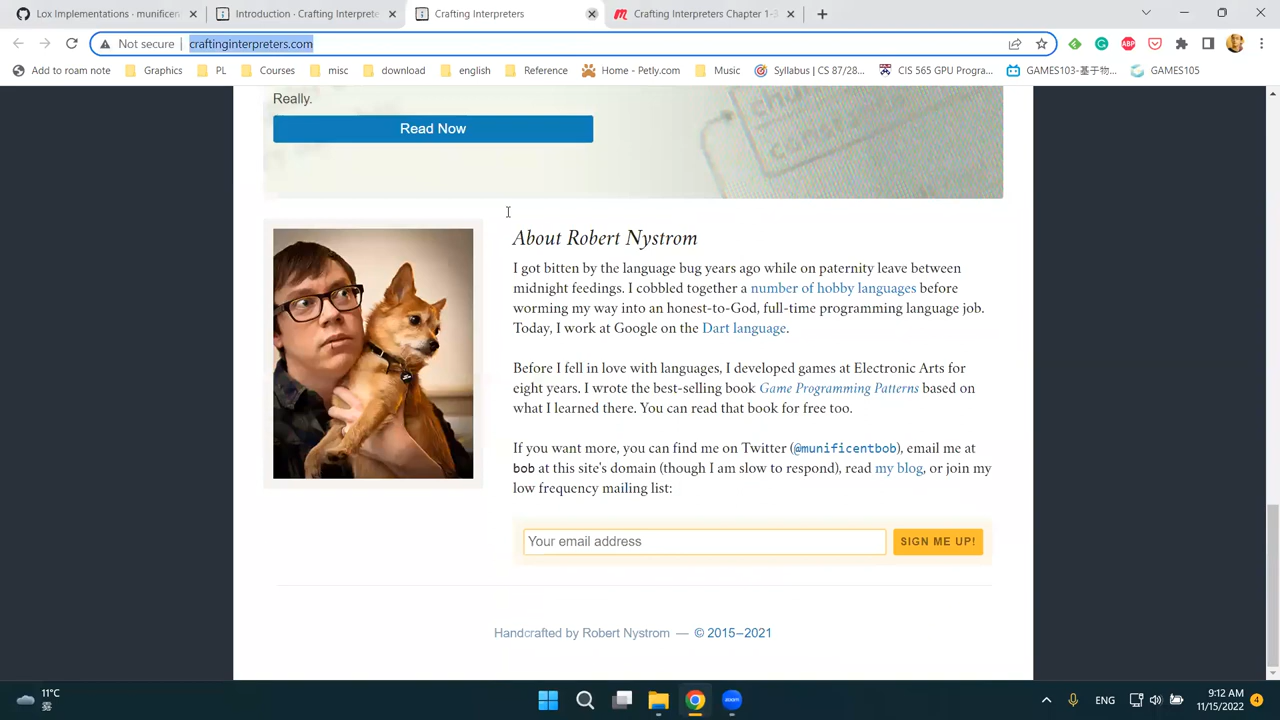 Lox Implementations · munificen
Introduction · Crafting Interprete
Crafting Interpreters
Crafting Interpreters Chapter 1-3
Not secure
craftinginterpreters.com
Add to roam note
Graphics
PL
Courses
misc
download
english
Reference
Home - Petly.com
Music
Syllabus | CS 87/28...
CIS 565 GPU Progra...
GAMES103-基于物...
GAMES105
Really.
Read Now
About Robert Nystrom
I got bitten by the language bug years ago while on paternity leave between
midnight feedings. I cobbled together a number of hobby languages before
worming my way into an honest-to-God, full-time programming language job.
Today, I work at Google on the Dart language.
Before I fell in love with languages, I developed games at Electronic Arts for
eight years. I wrote the best-selling book Game Programming Patterns based on
what I learned there. You can read that book for free too.
If you want more, you can find me on Twitter (@munificentbob), email me at
bob at this site's domain (though I am slow to respond), read my blog, or join my
low frequency mailing list:
Your email address
SIGN ME UP!
Handcrafted by Robert Nystrom — © 2015–2021
11°C
雾
zoom
ENG
9:12 AM
11/15/2022
4